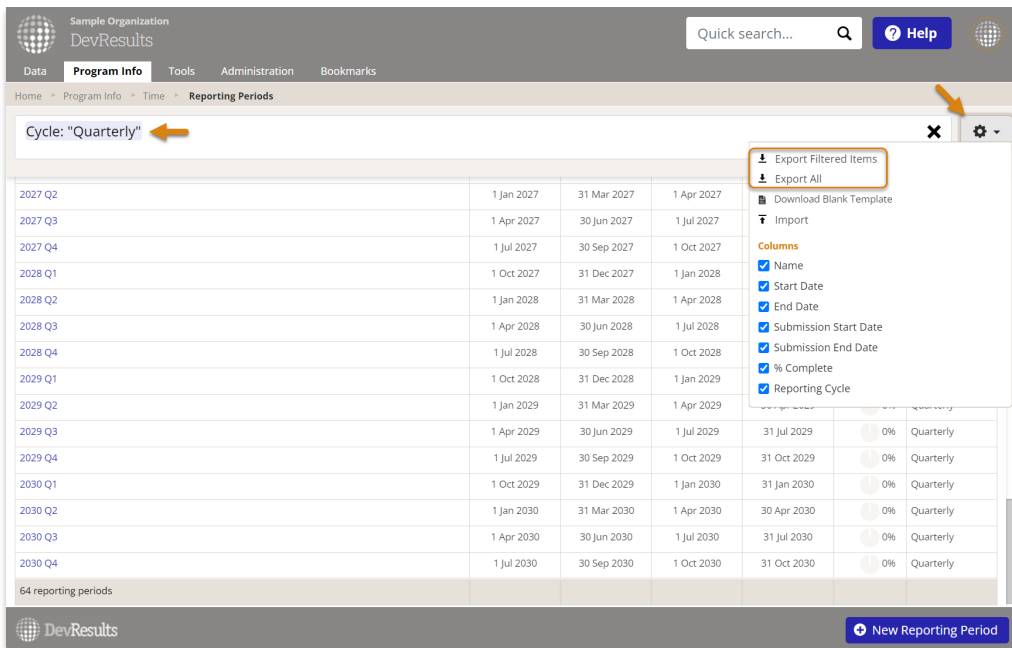 Sample Organization
DevResults
Quick search...
Help
Data Program Info Tools Administration Bookmarks
Home Program Info Time Reporting Periods
Cycle: "Quarterly"
Export Filtered Items
Export All
Download Blank Template
Import
Columns
Name
Start Date
End Date
Submission Start Date
Submission End Date
% Complete
Reporting Cycle
2027 Q2 1 Jan 2027 31 Mar 2027 1 Apr 2027
2027 Q3 1 Apr 2027 30 Jun 2027 1 Jul 2027
2027 Q4 1 Jul 2027 30 Sep 2027 1 Oct 2027
2028 Q1 1 Oct 2027 31 Dec 2027 1 Jan 2028
2028 Q2 1 Jan 2028 31 Mar 2028 1 Apr 2028
2028 Q3 1 Apr 2028 30 Jun 2028 1 Jul 2028
2028 Q4 1 Jul 2028 30 Sep 2028 1 Oct 2028
2029 Q1 1 Oct 2028 31 Dec 2028 1 Jan 2029
2029 Q2 1 Jan 2029 31 Mar 2029 1 Apr 2029 0% Quarterly
2029 Q3 1 Apr 2029 30 Jun 2029 1 Jul 2029 31 Jul 2029 0% Quarterly
2029 Q4 1 Jul 2029 30 Sep 2029 1 Oct 2029 31 Oct 2029 0% Quarterly
2030 Q1 1 Oct 2029 31 Dec 2029 1 Jan 2030 31 Jan 2030 0% Quarterly
2030 Q2 1 Jan 2030 31 Mar 2030 1 Apr 2030 30 Apr 2030 0% Quarterly
2030 Q3 1 Apr 2030 30 Jun 2030 1 Jul 2030 31 Jul 2030 0% Quarterly
2030 Q4 1 Jul 2030 30 Sep 2030 1 Oct 2030 31 Oct 2030 0% Quarterly
64 reporting periods
DevResults
New Reporting Period